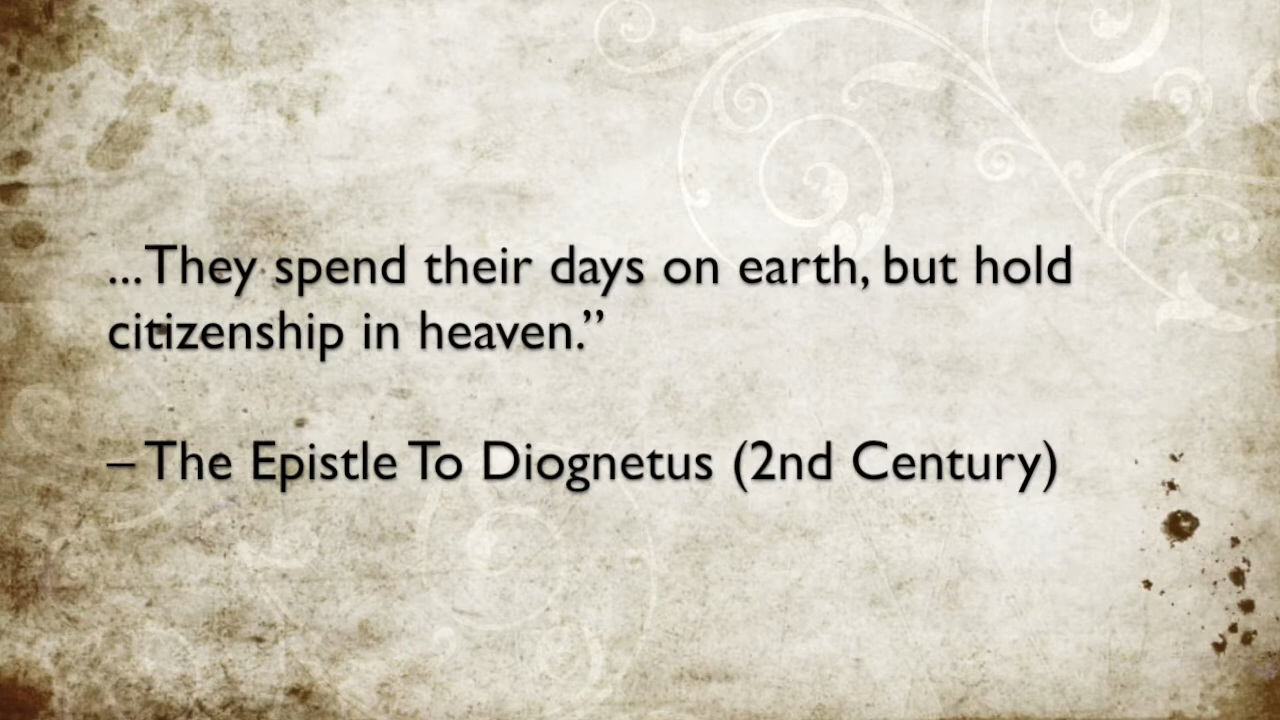 ...They spend their days on earth, but hold
citizenship in heaven.”
– The Epistle To Diognetus (2nd Century)